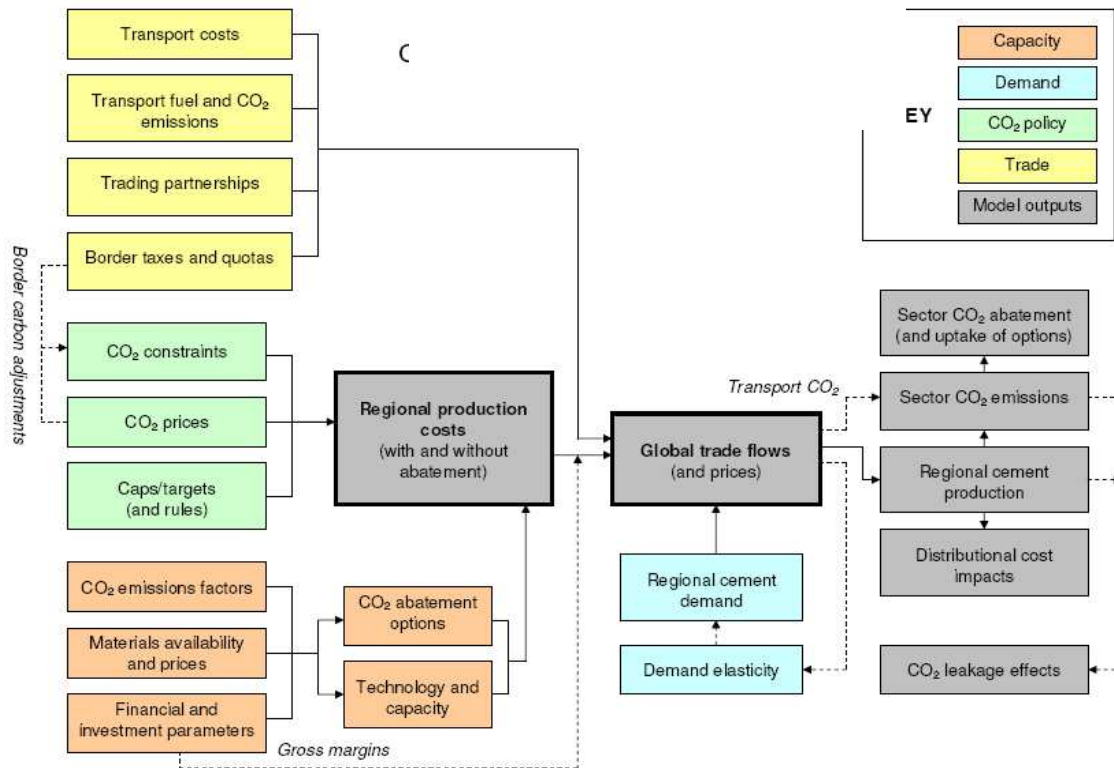 Transport costs
Transport fuel and CO₂
emissions
Trading partnerships
Border taxes and quotas
Border carbon adjustments
CO₂ constraints
CO₂ prices
Caps/targets
(and rules)
CO₂ emissions factors
Materials availability
and prices
Financial and
investment parameters
Gross margins
CO₂ abatement
options
Technology and
capacity
Regional production
costs
(with and without
abatement)
Global trade flows
(and prices)
Regional cement
demand
Demand elasticity
Transport CO₂
Sector CO₂ abatement
(and uptake of options)
Sector CO₂ emissions
Regional cement
production
Distributional cost
impacts
CO₂ leakage effects
EY
Capacity
Demand
CO₂ policy
Trade
Model outputs